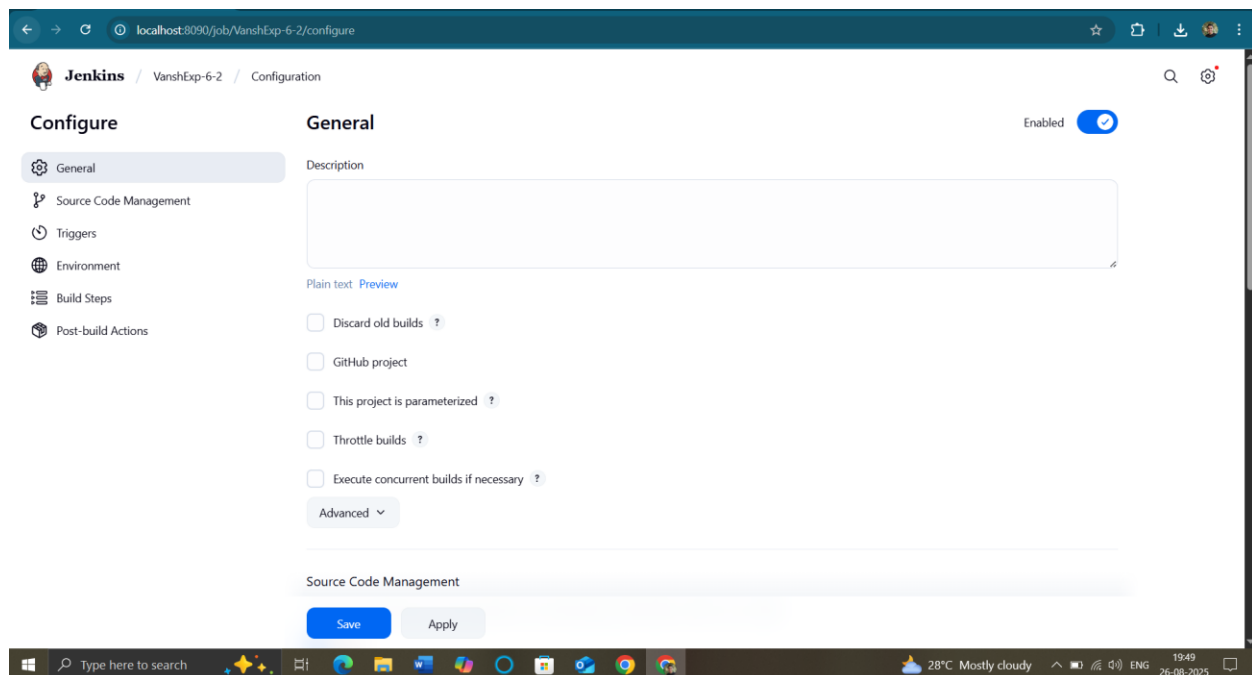 localhost:8090/job/VanshExp-6-2/configure
Jenkins / VanshExp-6-2 / Configuration
Configure
General
Source Code Management
Triggers
Environment
Build Steps
Post-build Actions
General
Enabled
Description
Plain text Preview
Discard old builds ?
GitHub project
This project is parameterized ?
Throttle builds ?
Execute concurrent builds if necessary ?
Advanced
Source Code Management
Save Apply
Type here to search
28°C Mostly cloudy
ENG
19:49
26-08-2025